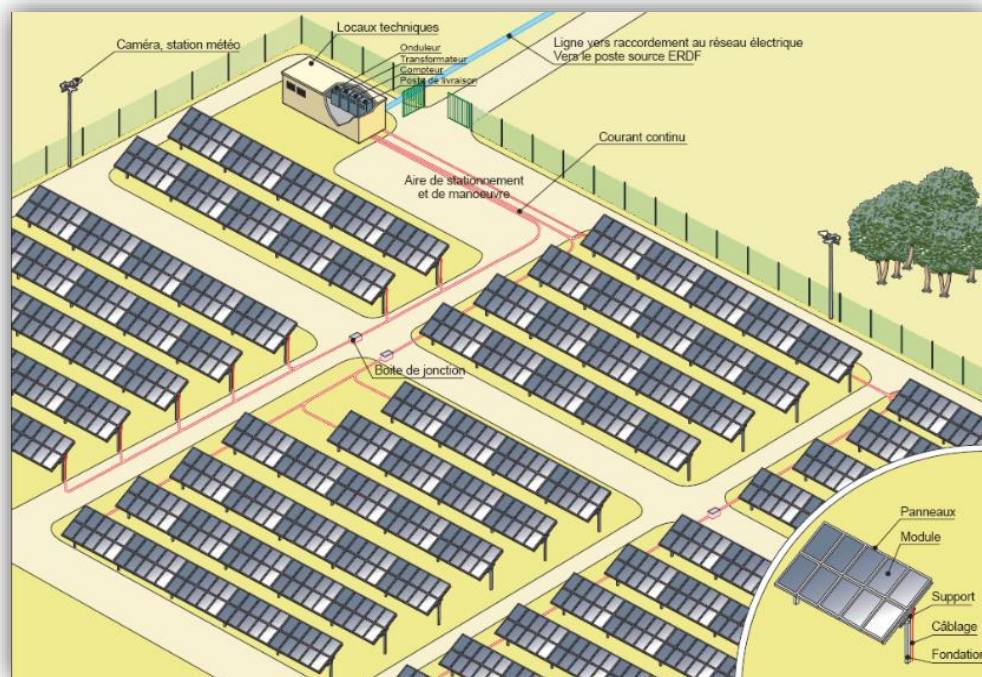 Locaux techniques
Caméra, station météo
Onduleur
Transformateur
Compteur
Poste de livraison
Ligne vers raccordement au réseau électrique
Vers le poste source ERDF
Courant continu
Aire de stationnement
et de manoeuvre
Boite de jonction
Panneaux
Module
Support
Câblage
Fondation